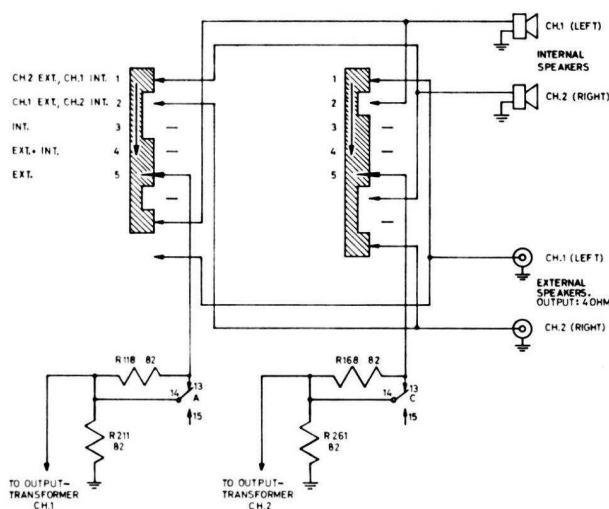 CH.1 (LEFT)
INTERNAL
SPEAKERS
CH.2 (RIGHT)
CH.2 EXT., CH.1 INT. 1
CH.1 EXT., CH.2 INT. 2
INT. 3
EXT.+ INT. 4
EXT. 5
1
2
3
4
5
CH.1 (LEFT)
EXTERNAL
SPEAKERS.
OUTPUT: 4 OHM
CH.2 (RIGHT)
R118 82
13
14 A
15
R211
82
TO OUTPUT-
TRANSFORMER
CH.1
R168 82
13
14 C
15
R261
82
TO OUTPUT-
TRANSFORMER
CH.2